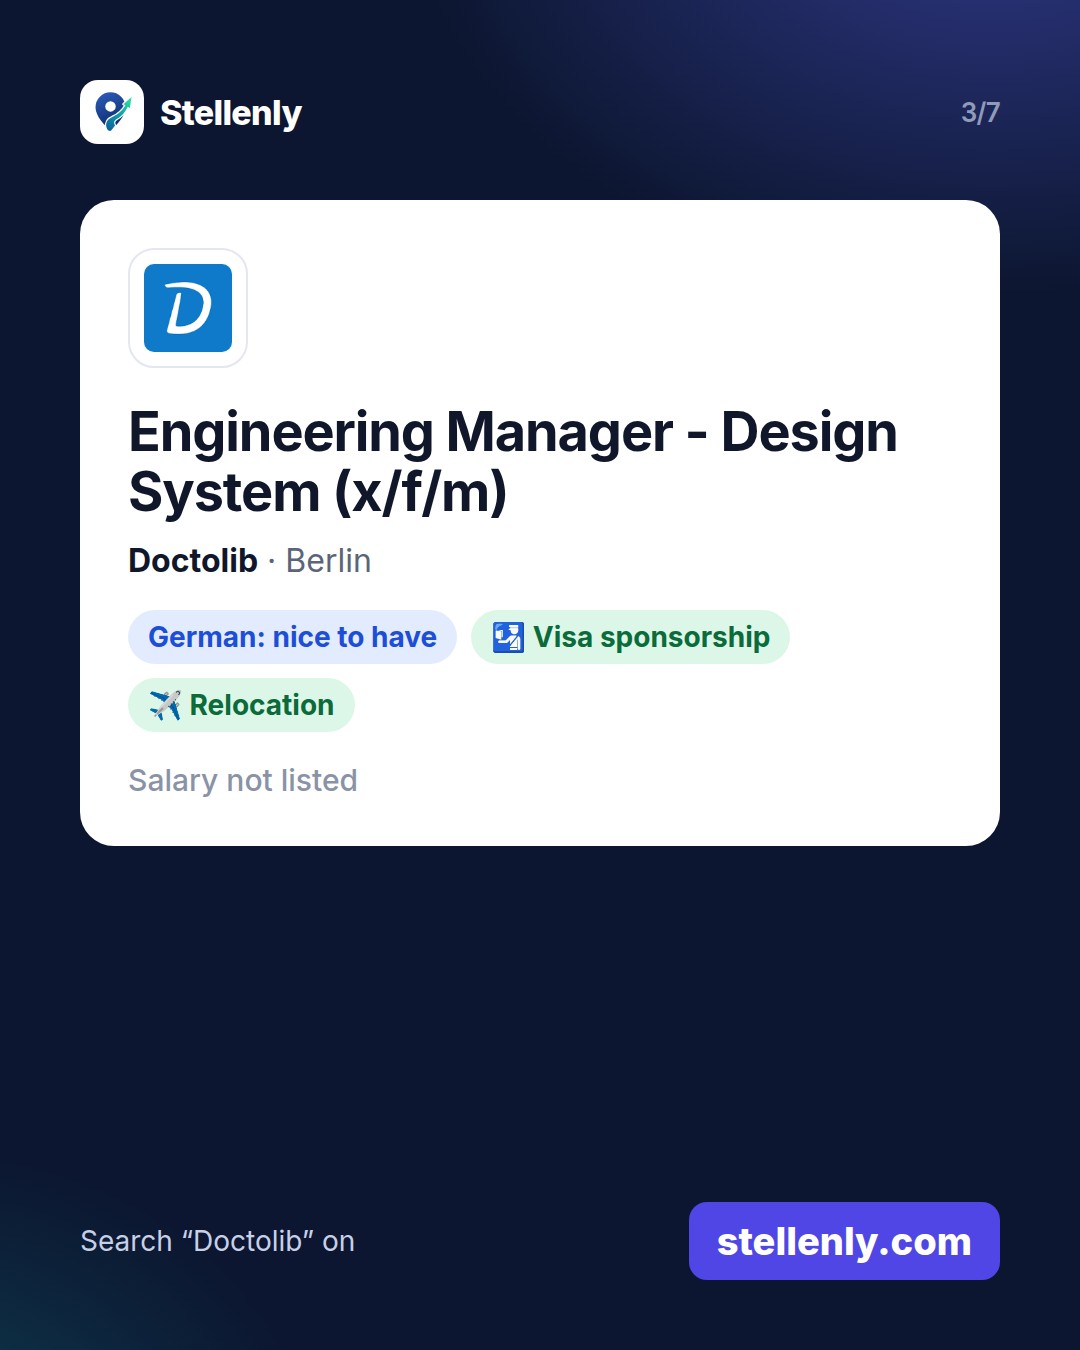 Stellenly
3/7
D
Engineering Manager - Design
System (x/f/m)
Doctolib · Berlin
German: nice to have
🛂 Visa sponsorship
✈️ Relocation
Salary not listed
Search “Doctolib” on
stellenly.com